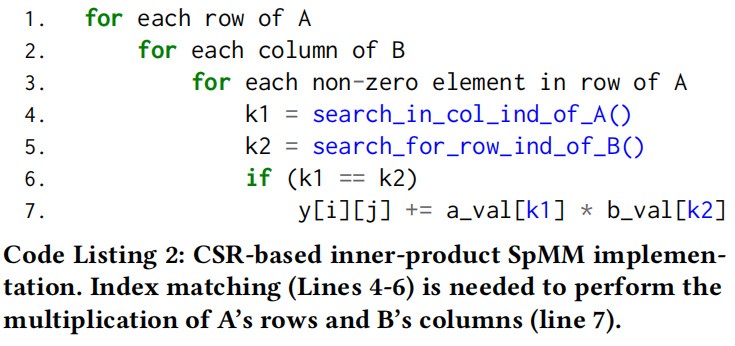 1. for each row of A
2. for each column of B
3. for each non-zero element in row of A
4. k1 = search_in_col_ind_of_A()
5. k2 = search_for_row_ind_of_B()
6. if (k1 == k2)
7. y[i][j] += a_val[k1] * b_val[k2]
Code Listing 2: CSR-based inner-product SpMM implemen-
tation. Index matching (Lines 4-6) is needed to perform the
multiplication of A's rows and B's columns (line 7).